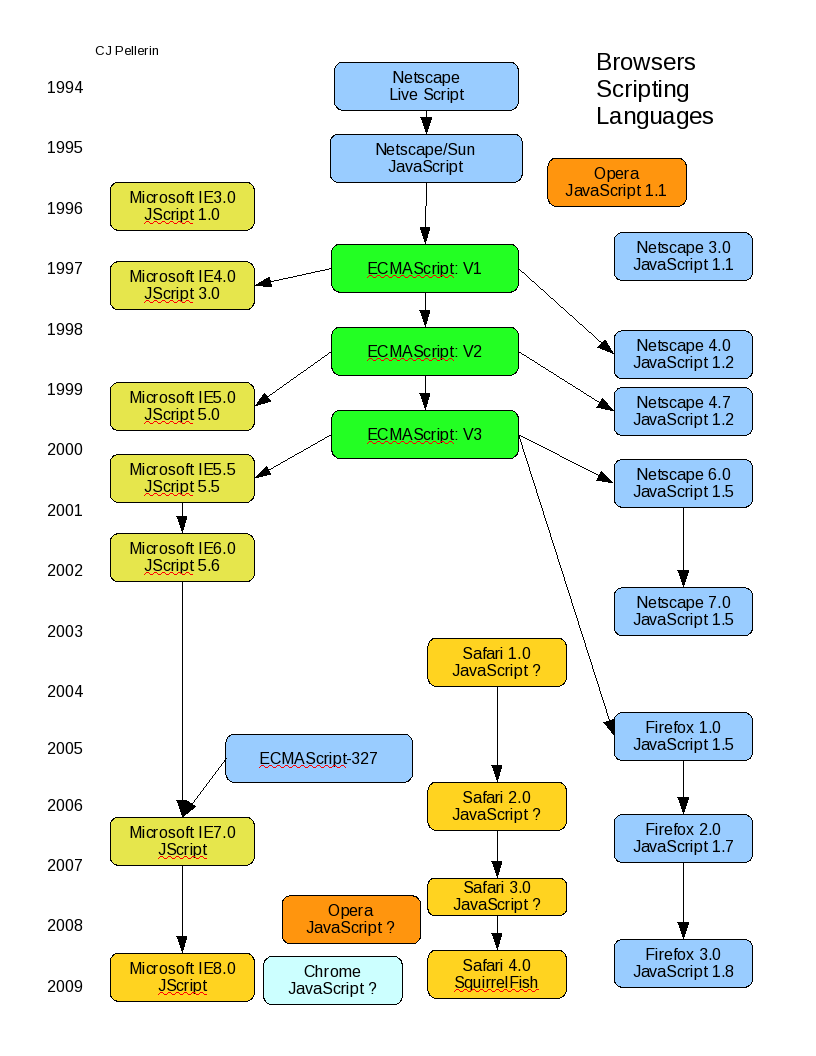 CJ Pellerin
Browsers
Scripting
Languages
1994
Netscape
Live Script
1995
Netscape/Sun
JavaScript
Opera
JavaScript 1.1
1996
Microsoft IE3.0
JScript 1.0
Netscape 3.0
JavaScript 1.1
1997
Microsoft IE4.0
JScript 3.0
ECMAScript: V1
1998
Netscape 4.0
JavaScript 1.2
ECMAScript: V2
1999
Microsoft IE5.0
JScript 5.0
Netscape 4.7
JavaScript 1.2
ECMAScript: V3
2000
Microsoft IE5.5
JScript 5.5
Netscape 6.0
JavaScript 1.5
2001
Microsoft IE6.0
JScript 5.6
2002
Netscape 7.0
JavaScript 1.5
2003
Safari 1.0
JavaScript ?
2004
Firefox 1.0
JavaScript 1.5
2005
ECMAScript-327
2006
Safari 2.0
JavaScript ?
Microsoft IE7.0
JScript
Firefox 2.0
JavaScript 1.7
2007
Safari 3.0
JavaScript ?
2008
Opera
JavaScript ?
Firefox 3.0
JavaScript 1.8
Microsoft IE8.0
JScript
Chrome
JavaScript ?
Safari 4.0
SquirrelFish
2009